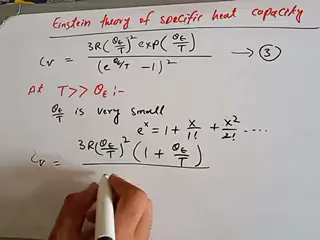 Einstein theory of specific heat capacity
Cv = 3R(θE/T)² exp(θE/T) / (e^θE/T - 1)² → ③
At T >> θE :-
θE/T is very small
e^x = 1 + x/1! + x²/2! ....
Cv = 3R(θE/T)² (1 + θE/T)